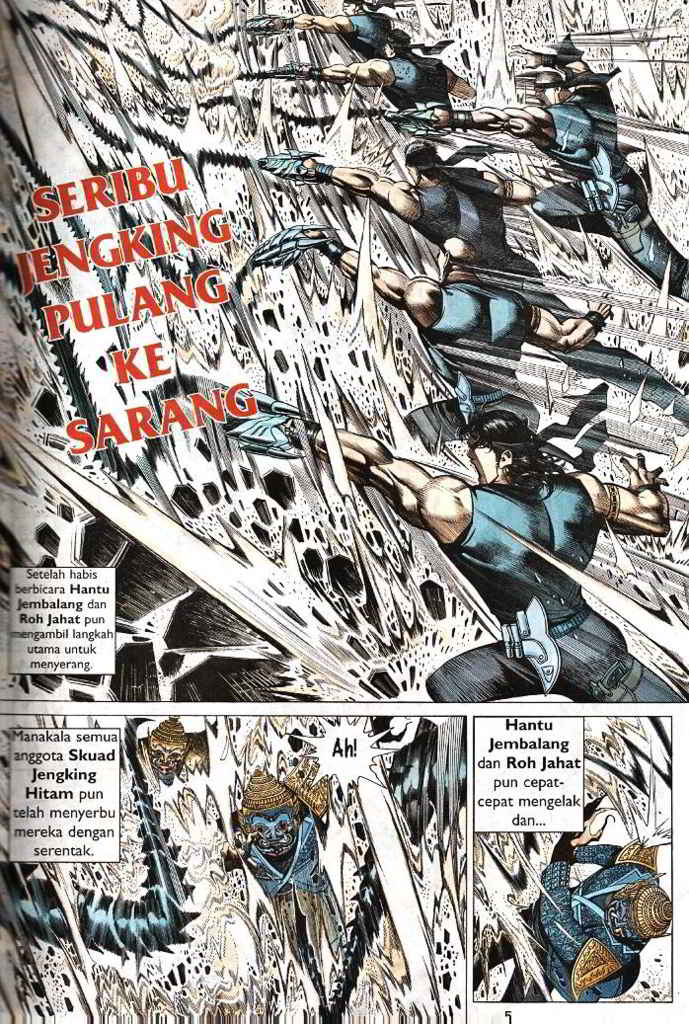 SERIBU
JENGKING
PULANG
KE
SARANG
Setelah habis
berbicara Hantu
Jembalang dan
Roh Jahat pun
mengambil langkah
utama untuk
menyerang.
Manakala semua
anggota Skuad
Jengking
Hitam pun
telah menyerbu
mereka dengan
serentak.
Ah!
Hantu
Jembalang
dan Roh Jahat
pun cepat-
cepat mengelak
dan...
5